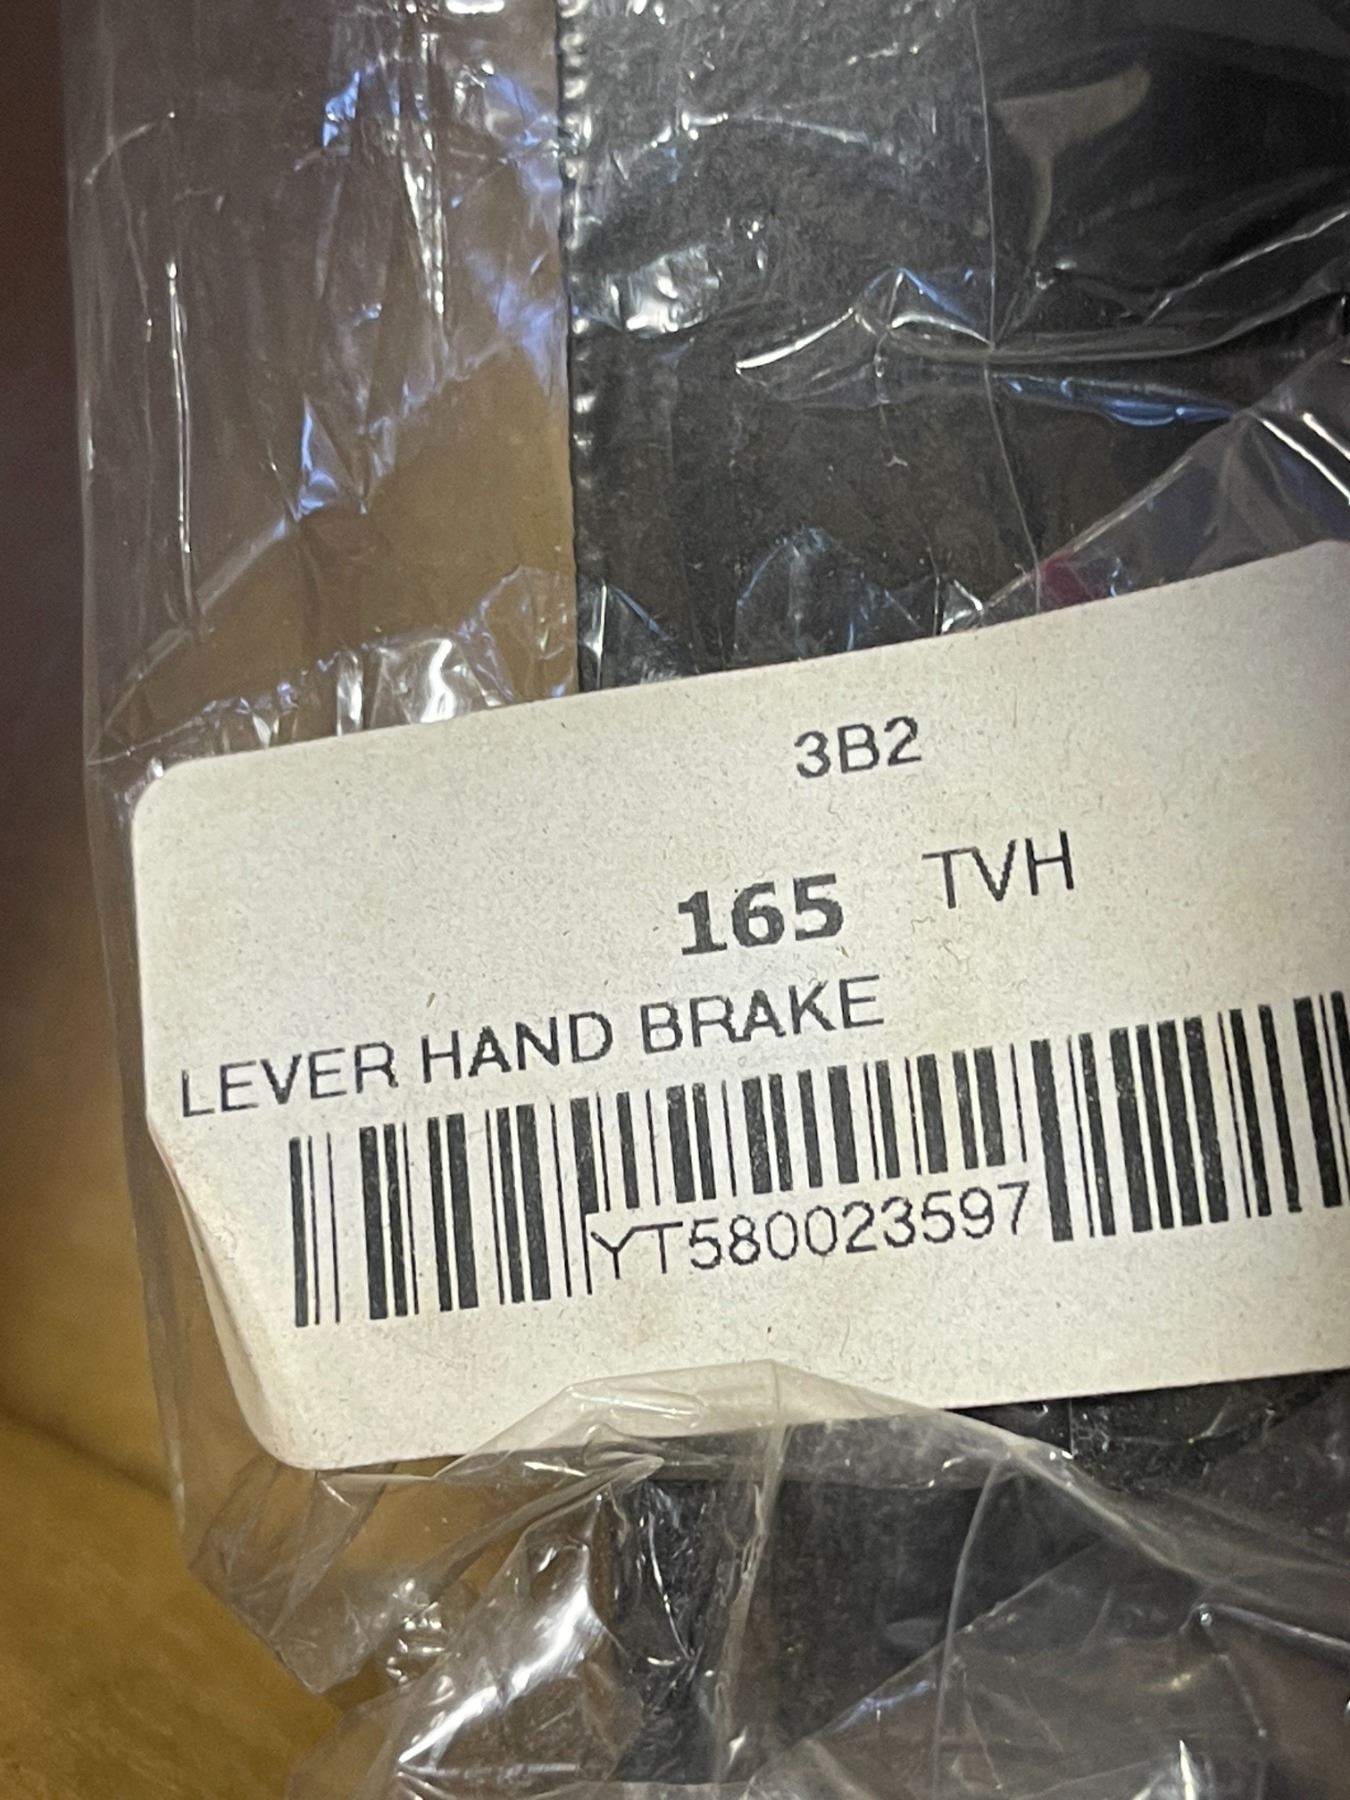 3B2
165 TVH
LEVER HAND BRAKE
YT580023597